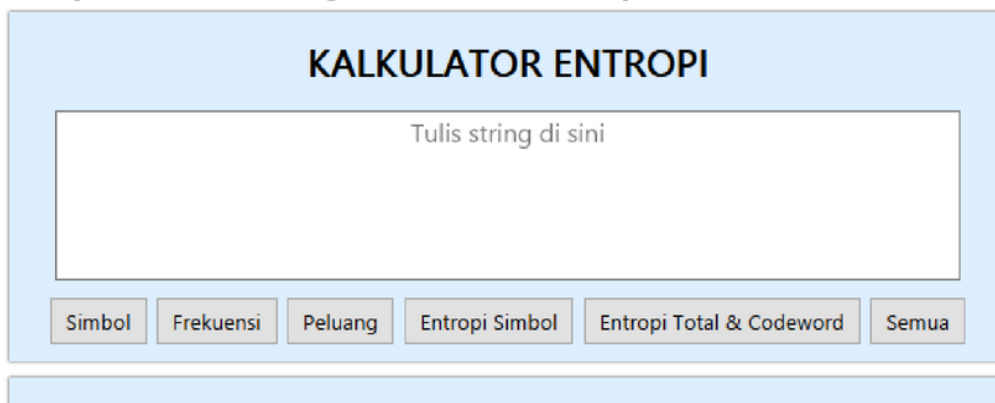 KALKULATOR ENTROPI
Tulis string di sini
Simbol Frekuensi Peluang Entropi Simbol Entropi Total & Codeword Semua